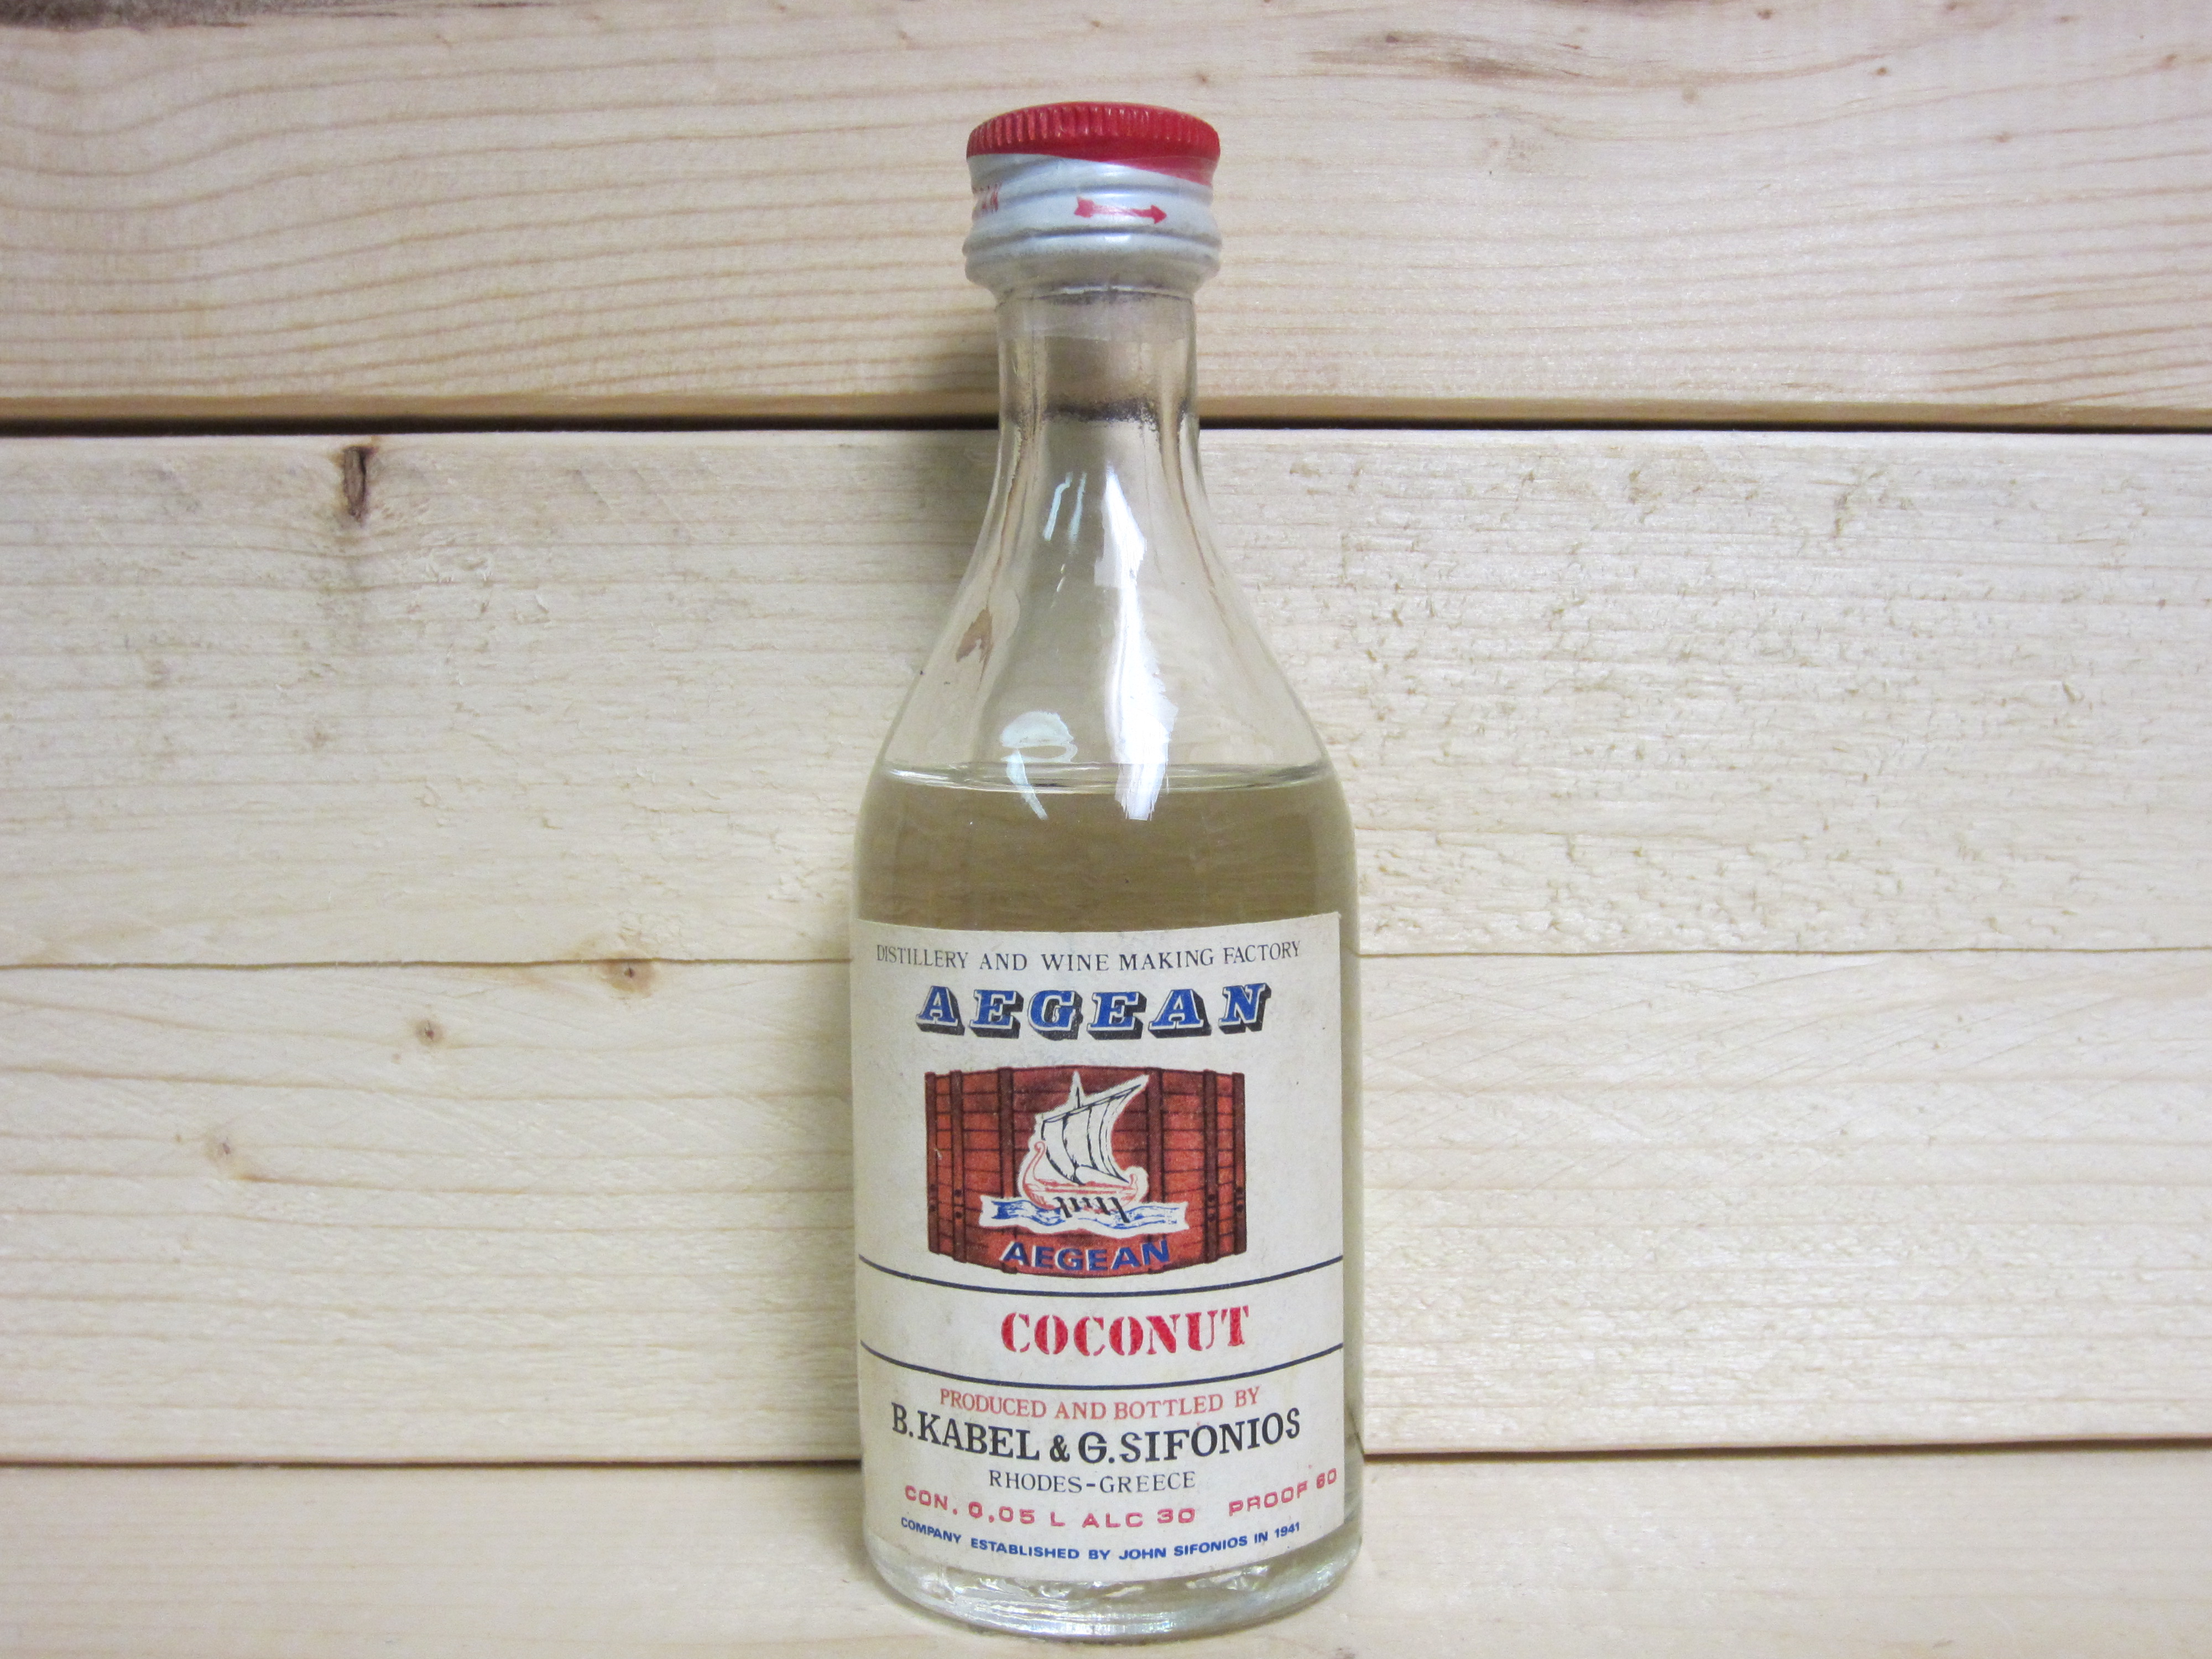 DISTILLERY AND WINE MAKING FACTORY
AEGEAN
AEGEAN
COCONUT
PRODUCED AND BOTTLED BY
B.KABEL & G.SIFONIOS
RHODES-GREECE
CON. 0,05 L ALC 30 PROOF 60
COMPANY ESTABLISHED BY JOHN SIFONIOS IN 1941